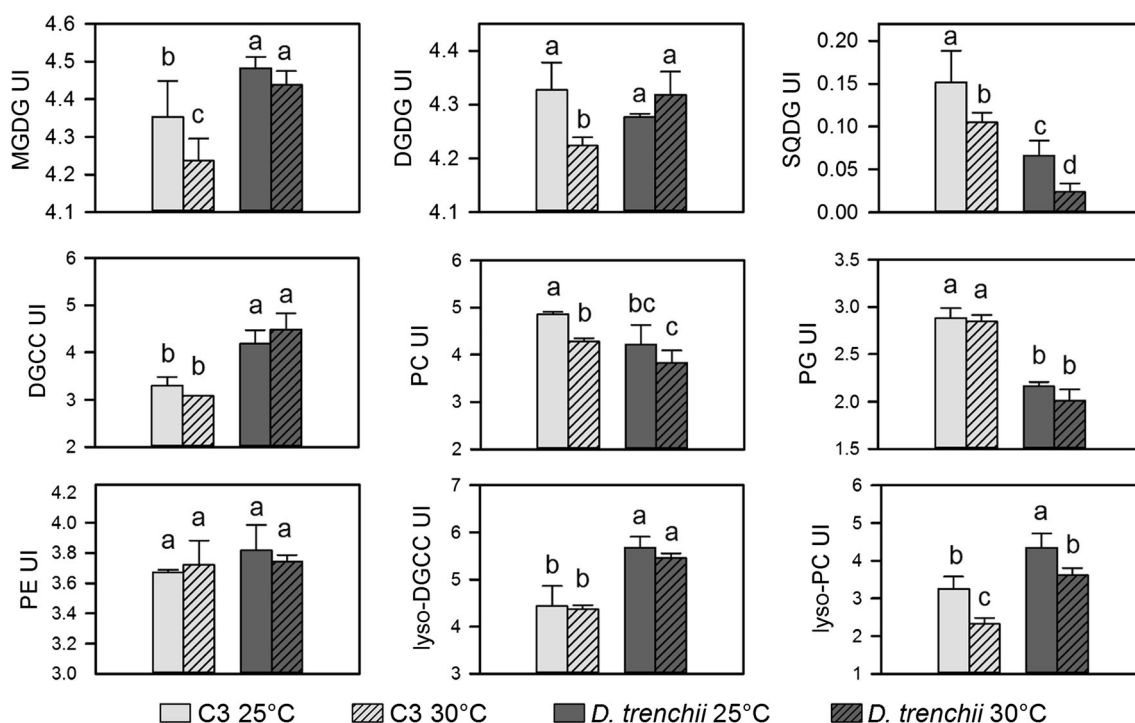 MGDG UI
4.6
4.5
4.4
4.3
4.2
4.1
b
c
a
a
DGDG UI
4.4
4.3
4.2
4.1
a
b
a
a
SQDG UI
0.20
0.15
0.10
0.05
0.00
a
b
c
d
DGCC UI
6
5
4
3
2
b
b
a
a
PC UI
6
5
4
3
2
a
b
bc
c
PG UI
3.5
3.0
2.5
2.0
1.5
a
a
b
b
PE UI
4.2
4.0
3.8
3.6
3.4
3.2
3.0
a
a
a
a
lyso-DGCC UI
7
6
5
4
3
b
b
a
a
lyso-PC UI
6
5
4
3
2
1
b
c
a
b
C3 25°C C3 30°C D. trenchii 25°C D. trenchii 30°C